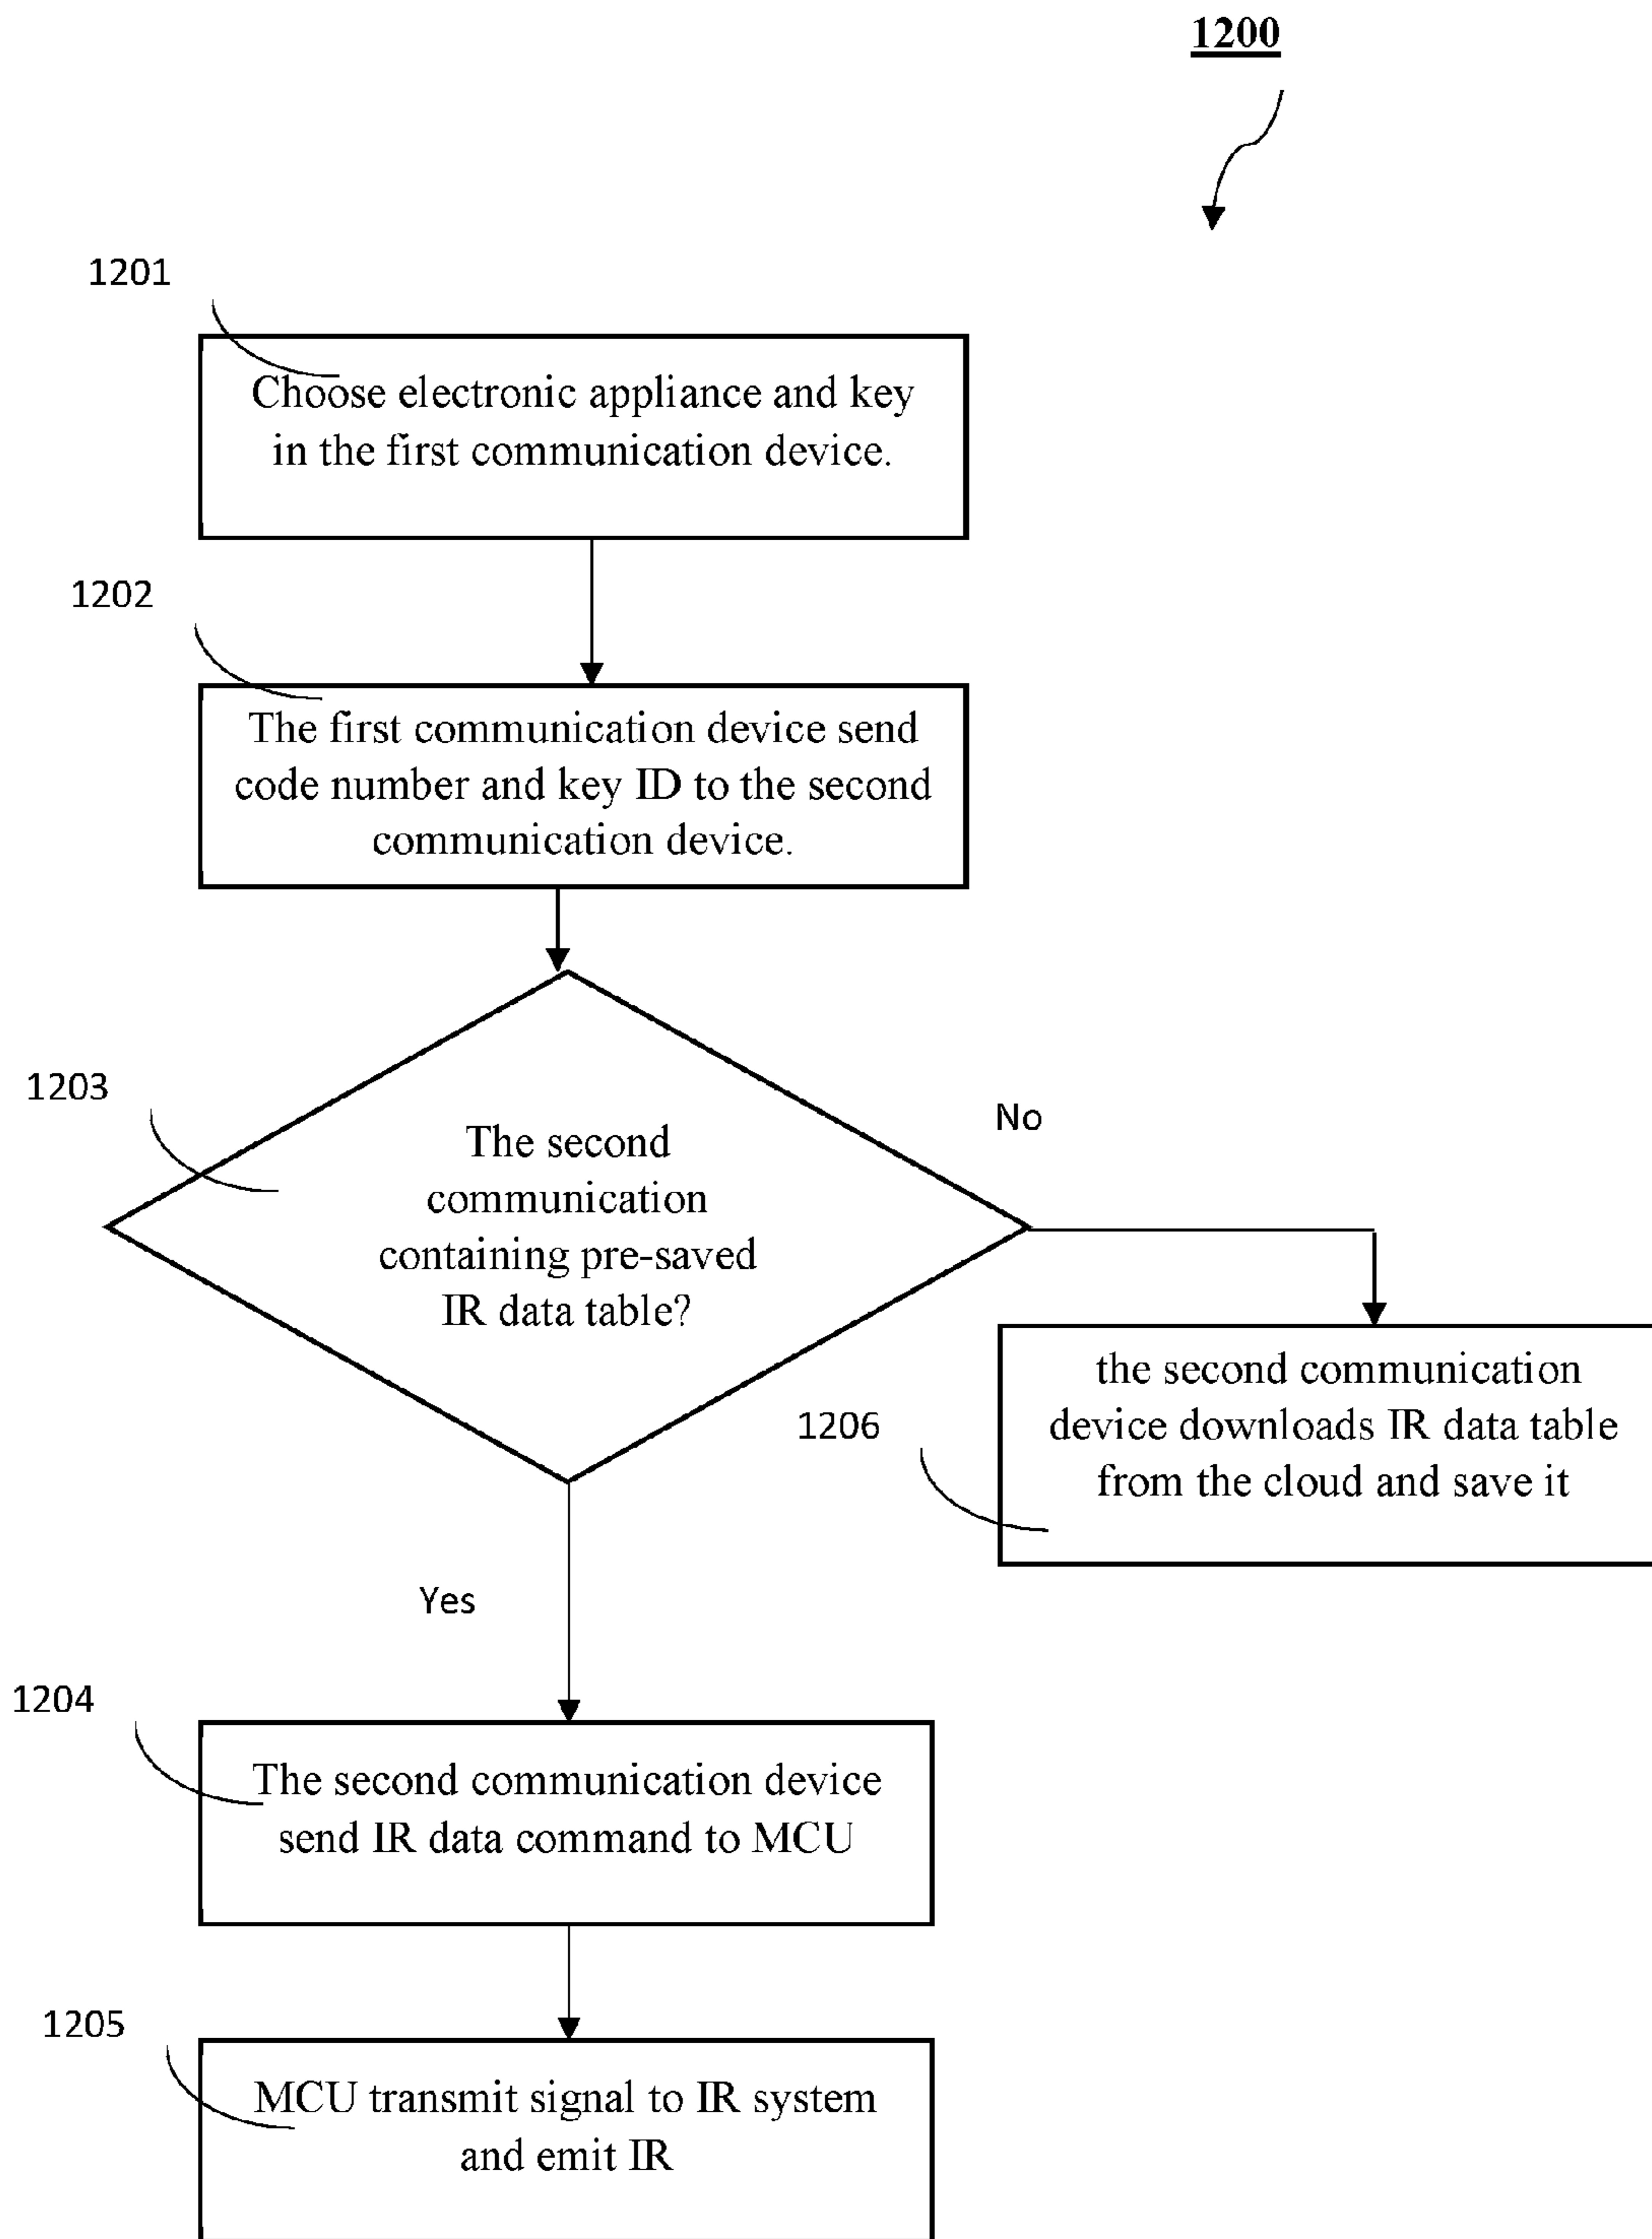 1200
1201
Choose electronic appliance and key
in the first communication device.
1202
The first communication device send
code number and key ID to the second
communication device.
1203
The second
communication
containing pre-saved
IR data table?
No
the second communication
device downloads IR data table
from the cloud and save it
1206
Yes
1204
The second communication device
send IR data command to MCU
1205
MCU transmit signal to IR system
and emit IR